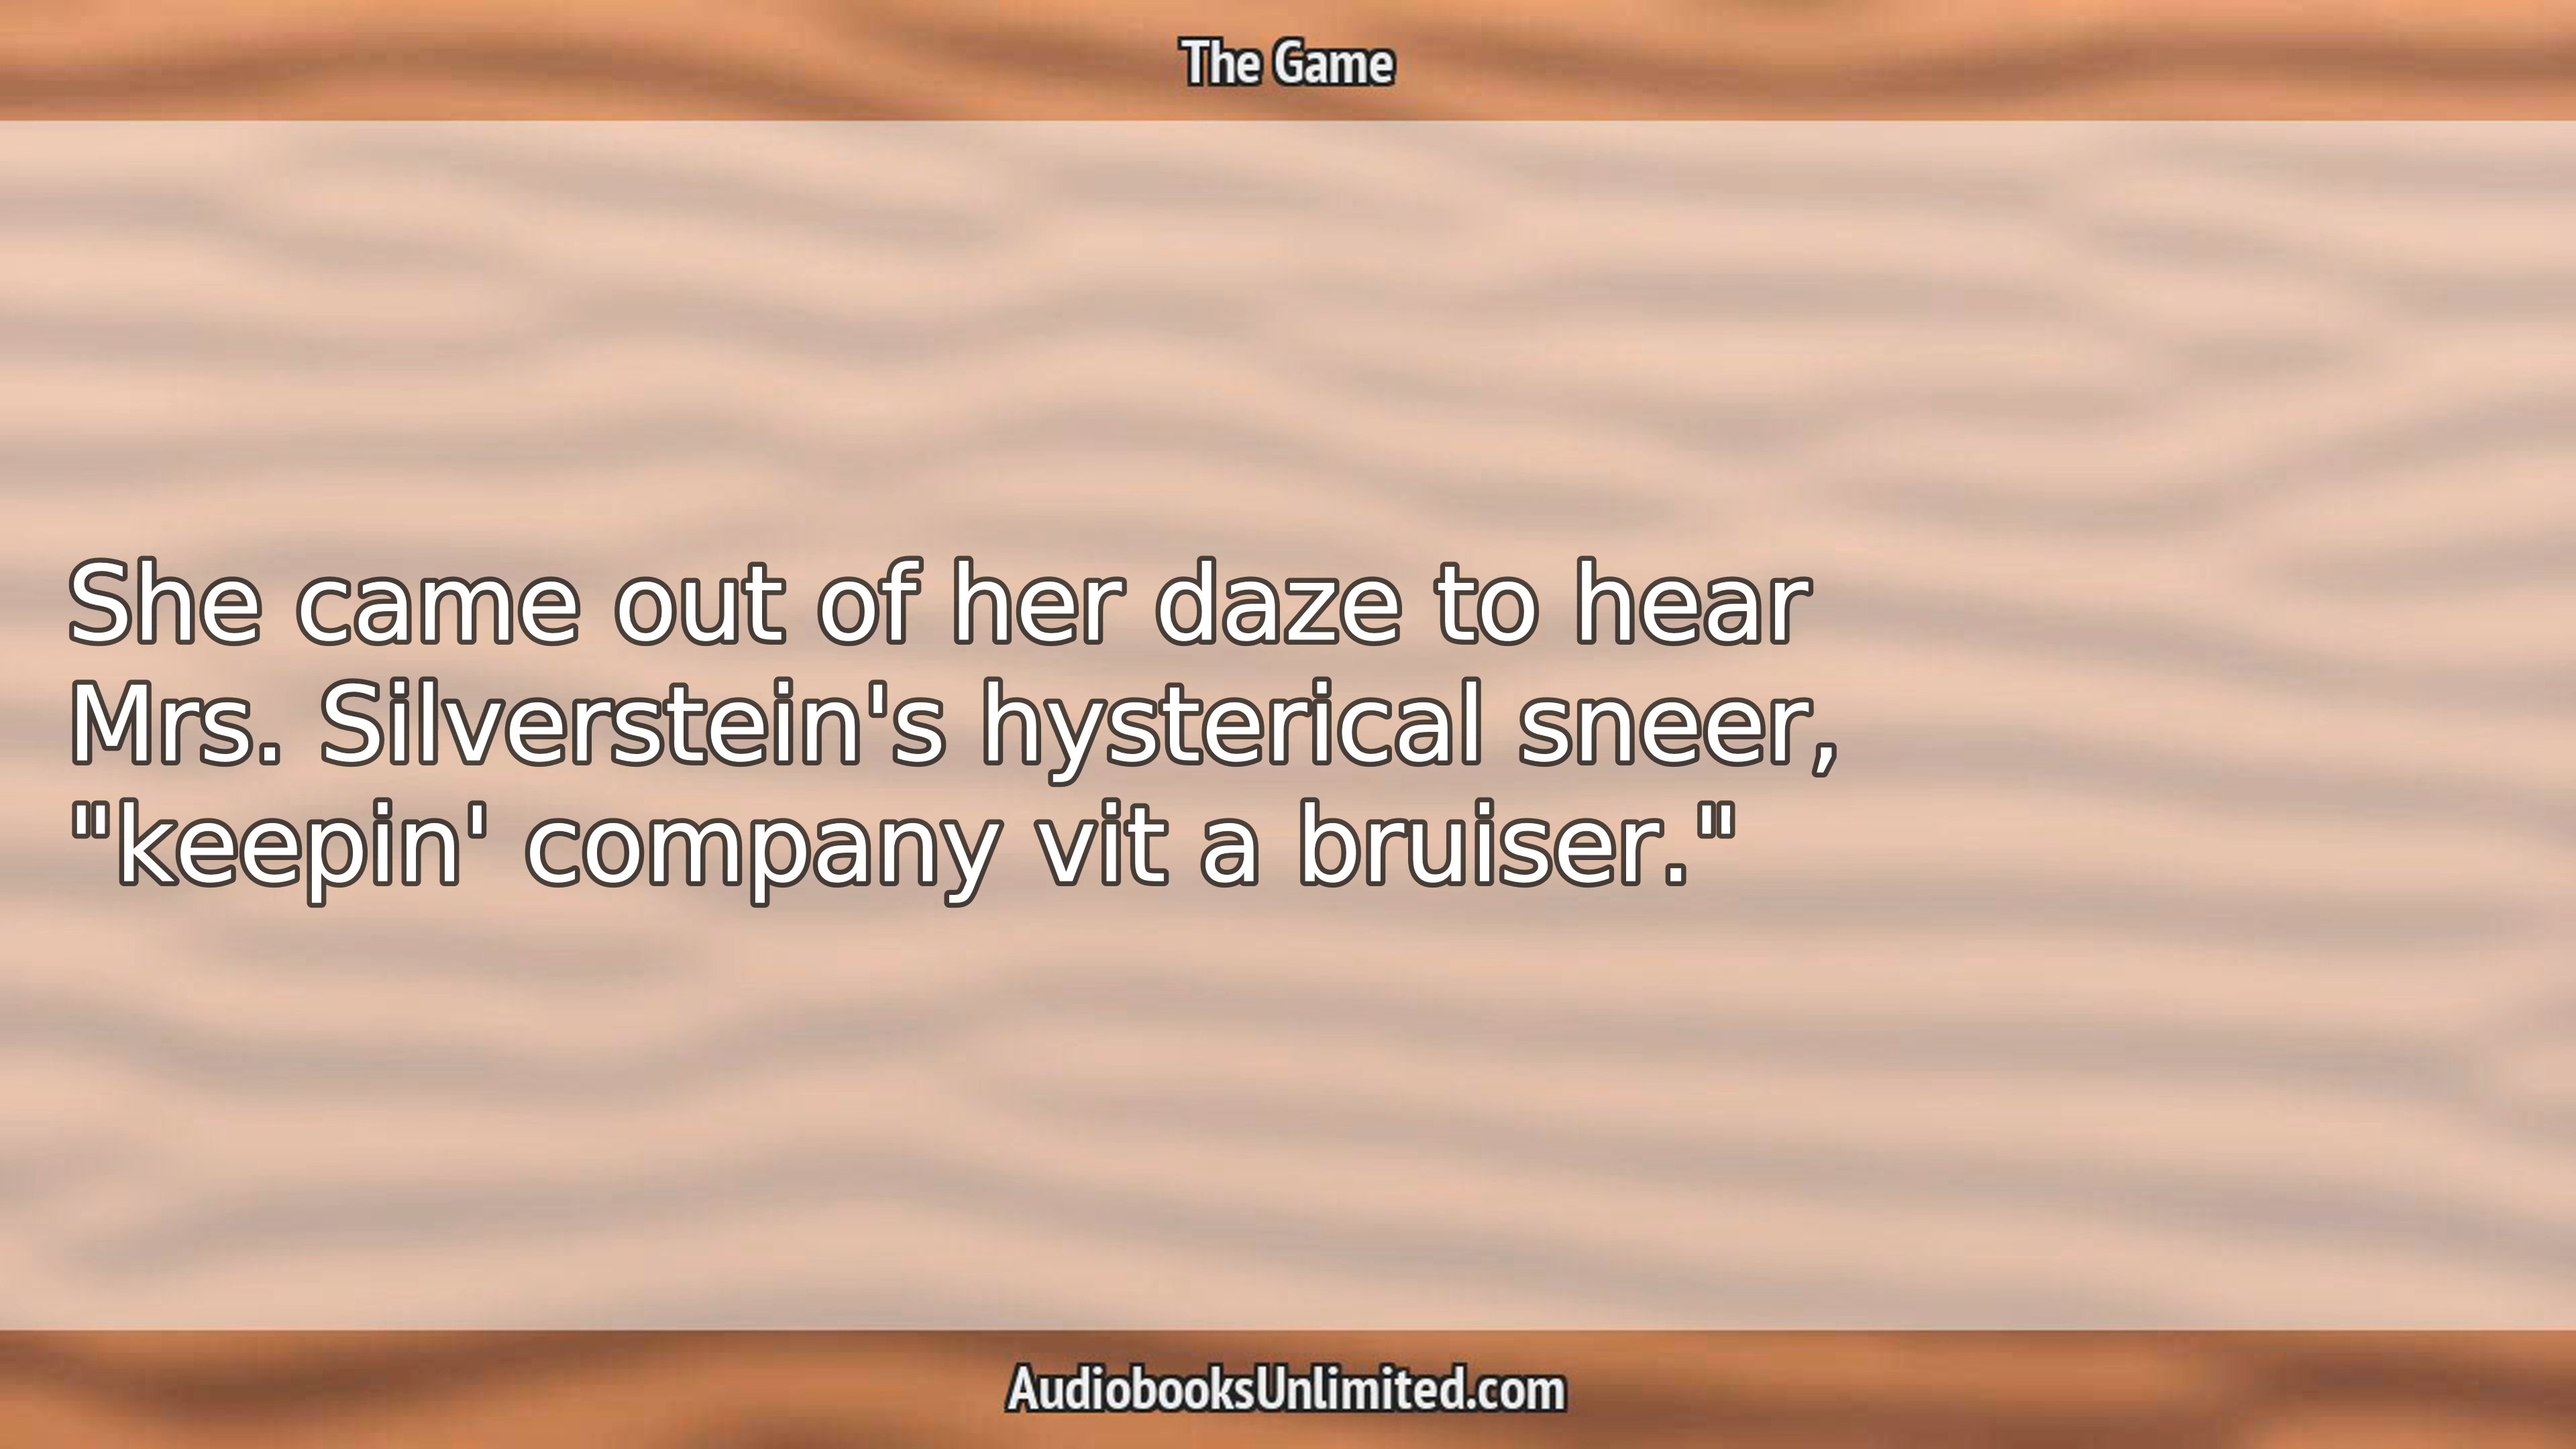 The Game
She came out of her daze to hear
Mrs. Silverstein's hysterical sneer,
"keepin' company vit a bruiser."
AudiobooksUnlimited.com